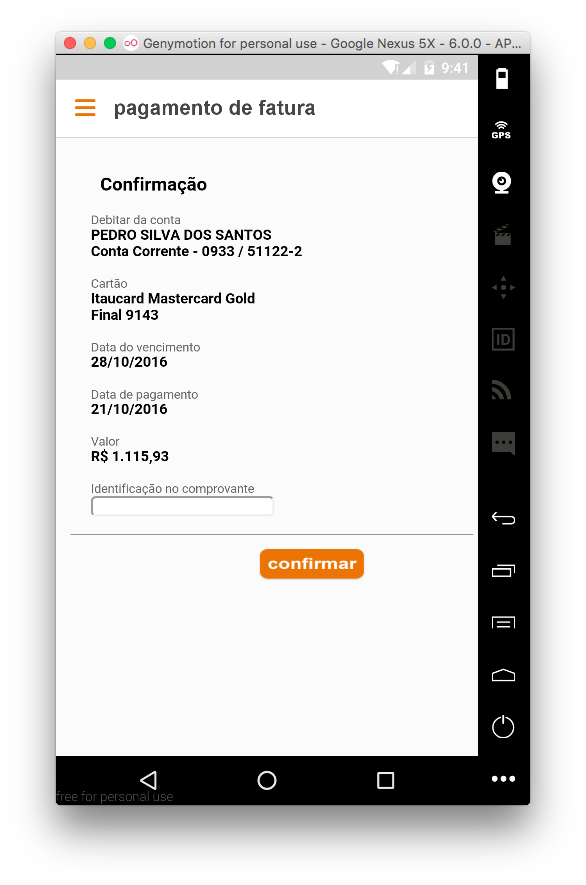 Genymotion for personal use - Google Nexus 5X - 6.0.0 - AP...
9:41
pagamento de fatura
GPS
Confirmação
Debitar da conta
PEDRO SILVA DOS SANTOS
Conta Corrente - 0933 / 51122-2
Cartão
Itaucard Mastercard Gold
Final 9143
ID
Data do vencimento
28/10/2016
Data de pagamento
21/10/2016
Valor
R$ 1.115,93
Identificação no comprovante
confirmar
free for personal use